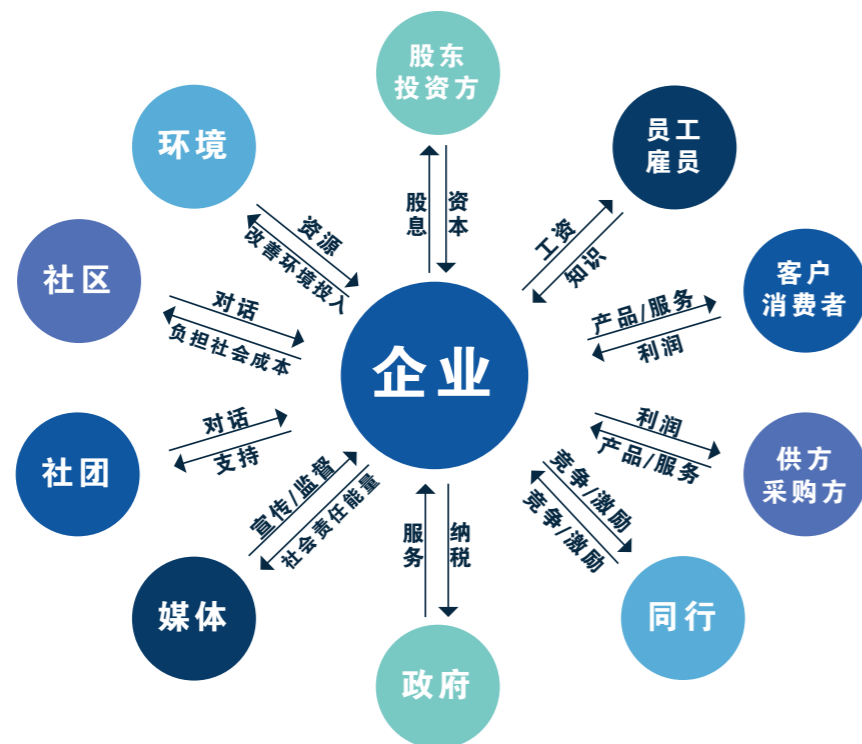 股东
投资方
环境
员工
雇员
股息
资本
资源
改善环境投入
工资
知识
社区
客户
消费者
对话
负担社会成本
产品/服务
利润
企业
对话
支持
利润
产品/服务
社团
供方
采购方
宣传/监督
社会责任能量
竞争/激励
竞争/激励
服务
纳税
媒体
同行
政府